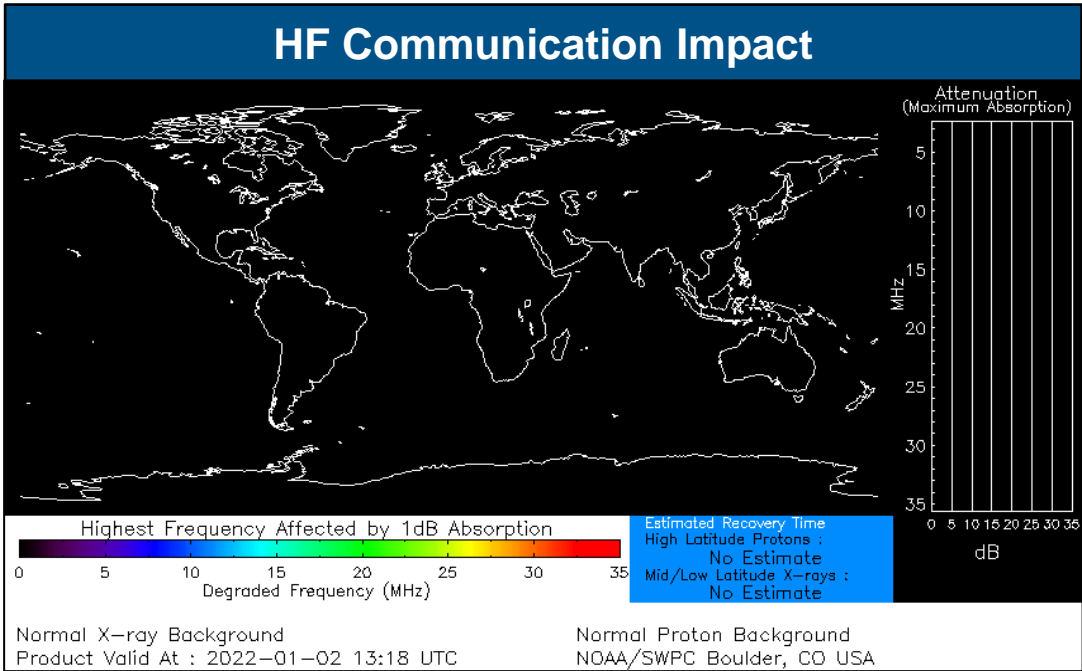 HF Communication Impact
Attenuation
(Maximum Absorption)
5
10
15
20
25
30
35
MHz
0 5 10 15 20 25 30 35
dB
Highest Frequency Affected by 1dB Absorption
0 5 10 15 20 25 30 35
Degraded Frequency (MHz)
Estimated Recovery Time
High Latitude Protons :
No Estimate
Mid/Low Latitude X-rays :
No Estimate
Normal X-ray Background
Product Valid At : 2022-01-02 13:18 UTC
Normal Proton Background
NOAA/SWPC Boulder, CO USA